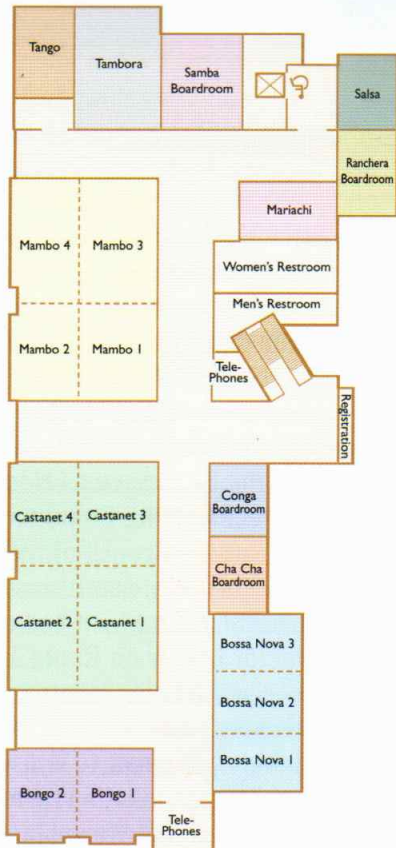 Tango
Tambora
Samba
Boardroom
Salsa
Ranchera
Boardroom
Mariachi
Mambo 4
Mambo 3
Women's Restroom
Men's Restroom
Mambo 2
Mambo 1
Tele-
Phones
Registration
Castanet 4
Castanet 3
Conga
Boardroom
Cha Cha
Boardroom
Castanet 2
Castanet 1
Bossa Nova 3
Bossa Nova 2
Bossa Nova 1
Bongo 2
Bongo 1
Tele-
Phones